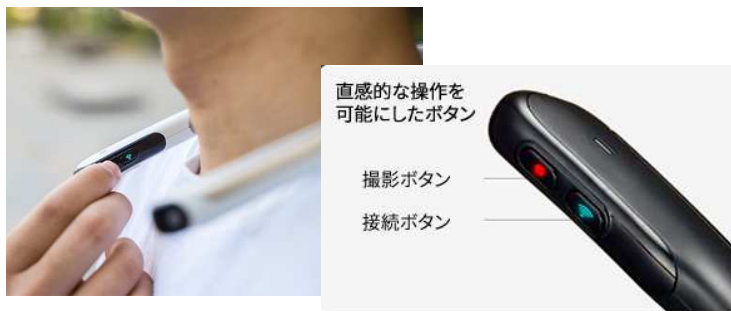 直感的な操作を
可能にしたボタン
撮影ボタン
接続ボタン